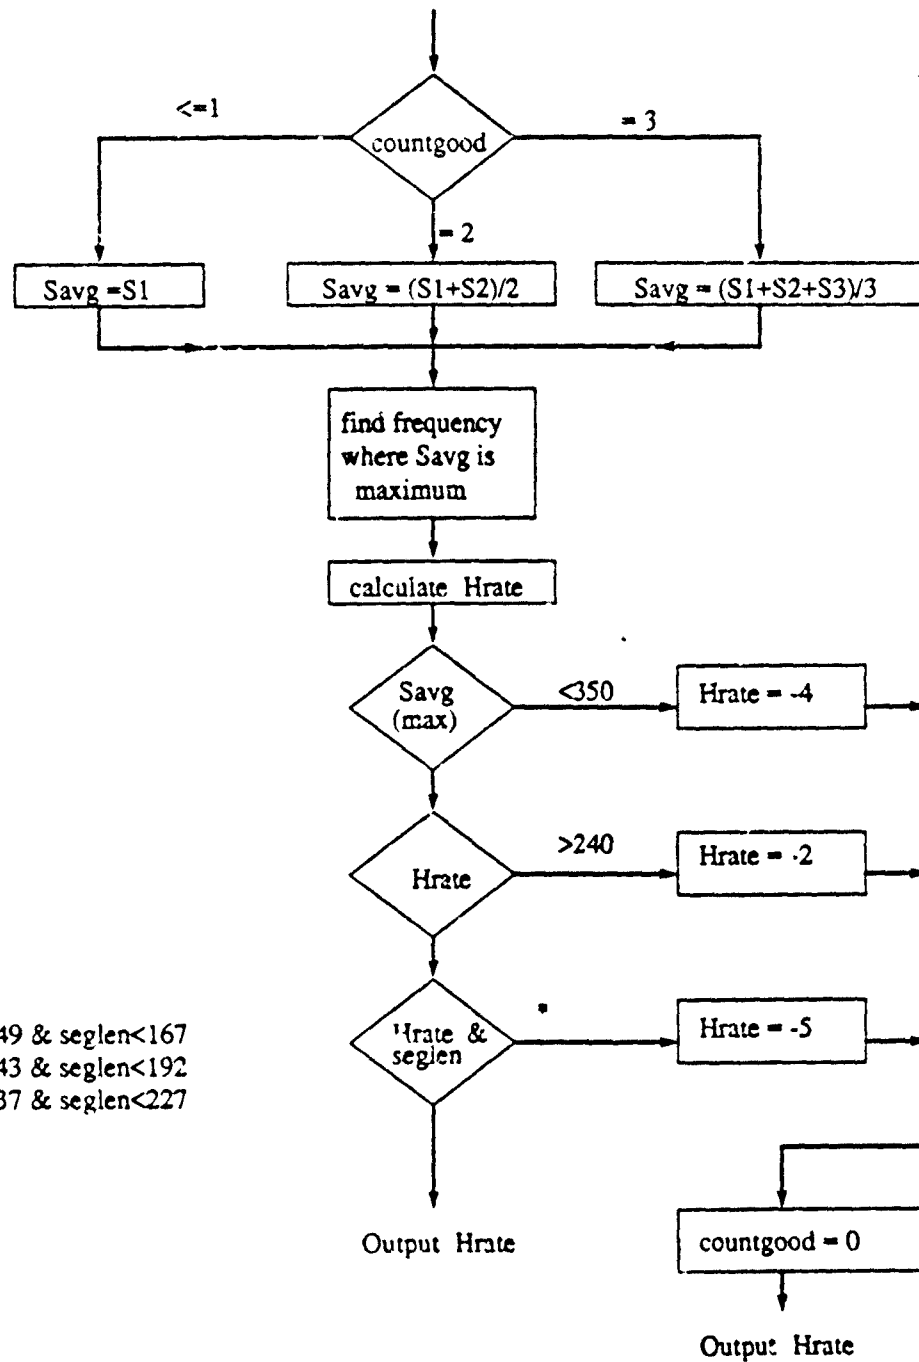 <=1
countgood
= 3
= 2
Savg =S1
Savg = (S1+S2)/2
Savg = (S1+S2+S3)/3
find frequency
where Savg is
maximum
calculate Hrate
Savg
(max)
<350
Hrate = -4
Hrate
>240
Hrate = -2
Hrate &
seglen
*
Hrate = -5
49 & seglen<167
43 & seglen<192
37 & seglen<227
Output Hrate
countgood = 0
Output Hrate